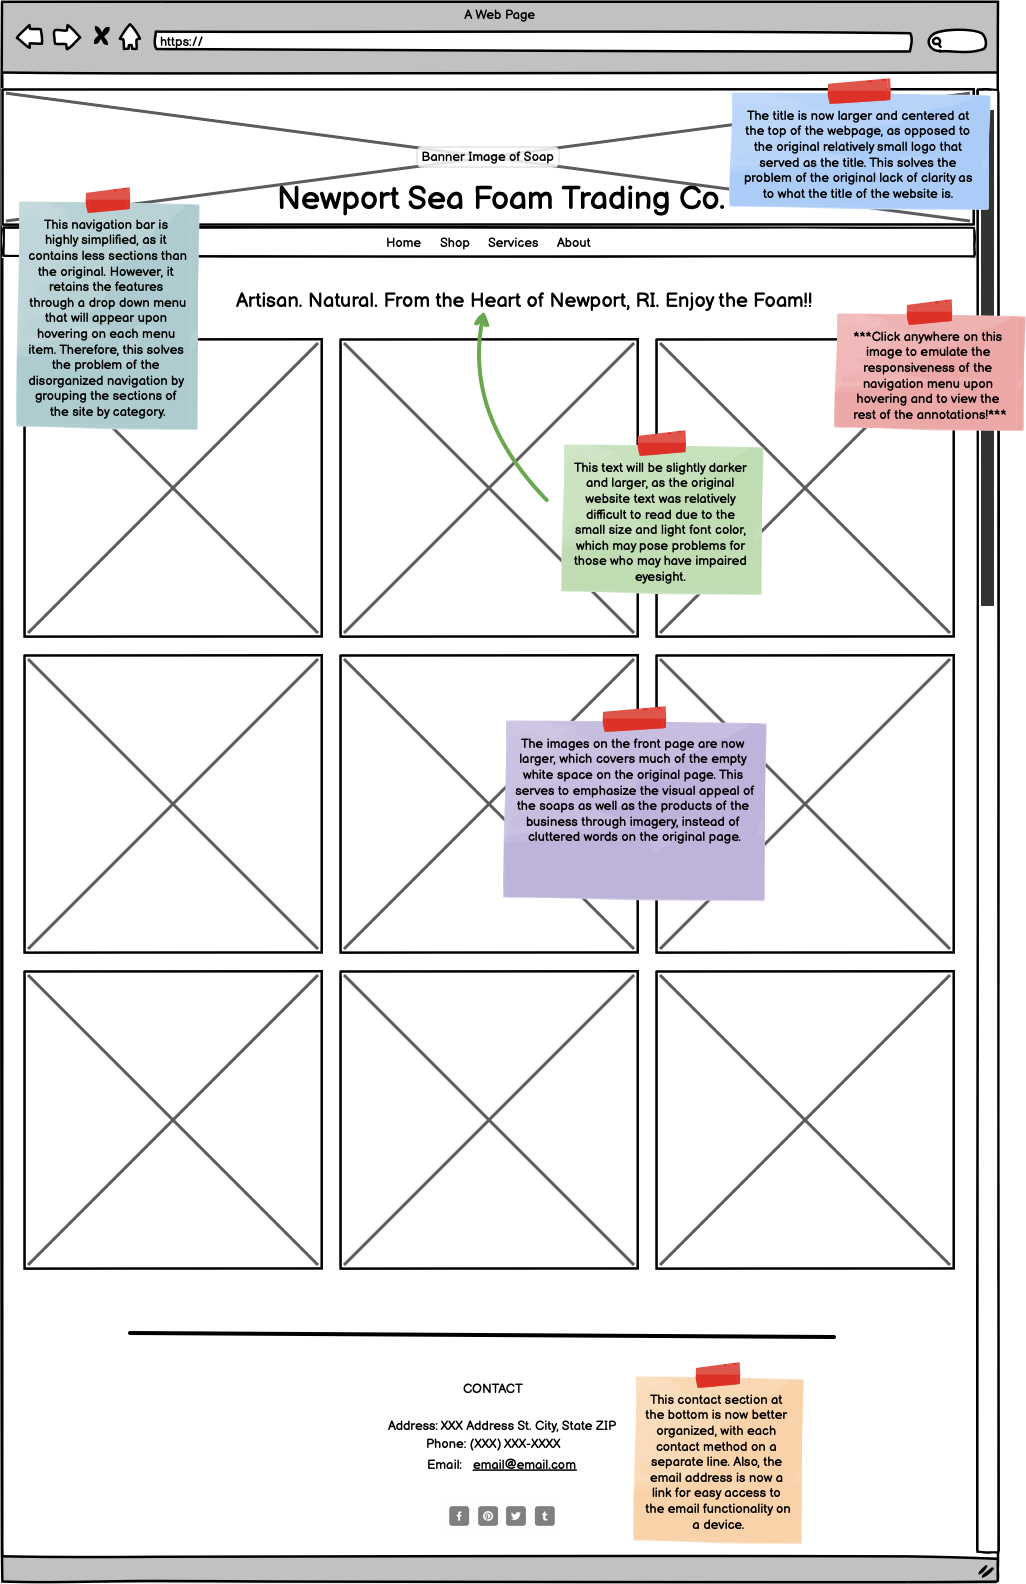 A Web Page
https://
The title is now larger and centered at
the top of the webpage, as opposed to
the original relatively small logo that
served as the title. This solves the
problem of the original lack of clarity as
to what the title of the website is.
Banner Image of Soap
Newport Sea Foam Trading Co.
This navigation bar is
highly simplified, as it
contains less sections than
the original. However, it
retains the features
through a drop down menu
that will appear upon
hovering on each menu
item. Therefore, this solves
the problem of the
disorganized navigation by
grouping the sections of
the site by category.
Home Shop Services About
Artisan. Natural. From the Heart of Newport, RI. Enjoy the Foam!!
***Click anywhere on this
image to emulate the
responsiveness of the
navigation menu upon
hovering and to view the
rest of the annotations!***
This text will be slightly darker
and larger, as the original
website text was relatively
difficult to read due to the
small size and light font color,
which may pose problems for
those who may have impaired
eyesight.
The images on the front page are now
larger, which covers much of the empty
white space on the original page. This
serves to emphasize the visual appeal of
the soaps as well as the products of the
business through imagery, instead of
cluttered words on the original page.
CONTACT
Address: XXX Address St. City, State ZIP
Phone: (XXX) XXX-XXXX
Email: email@email.com
This contact section at
the bottom is now better
organized, with each
contact method on a
separate line. Also, the
email address is now a
link for easy access to
the email functionality on
a device.